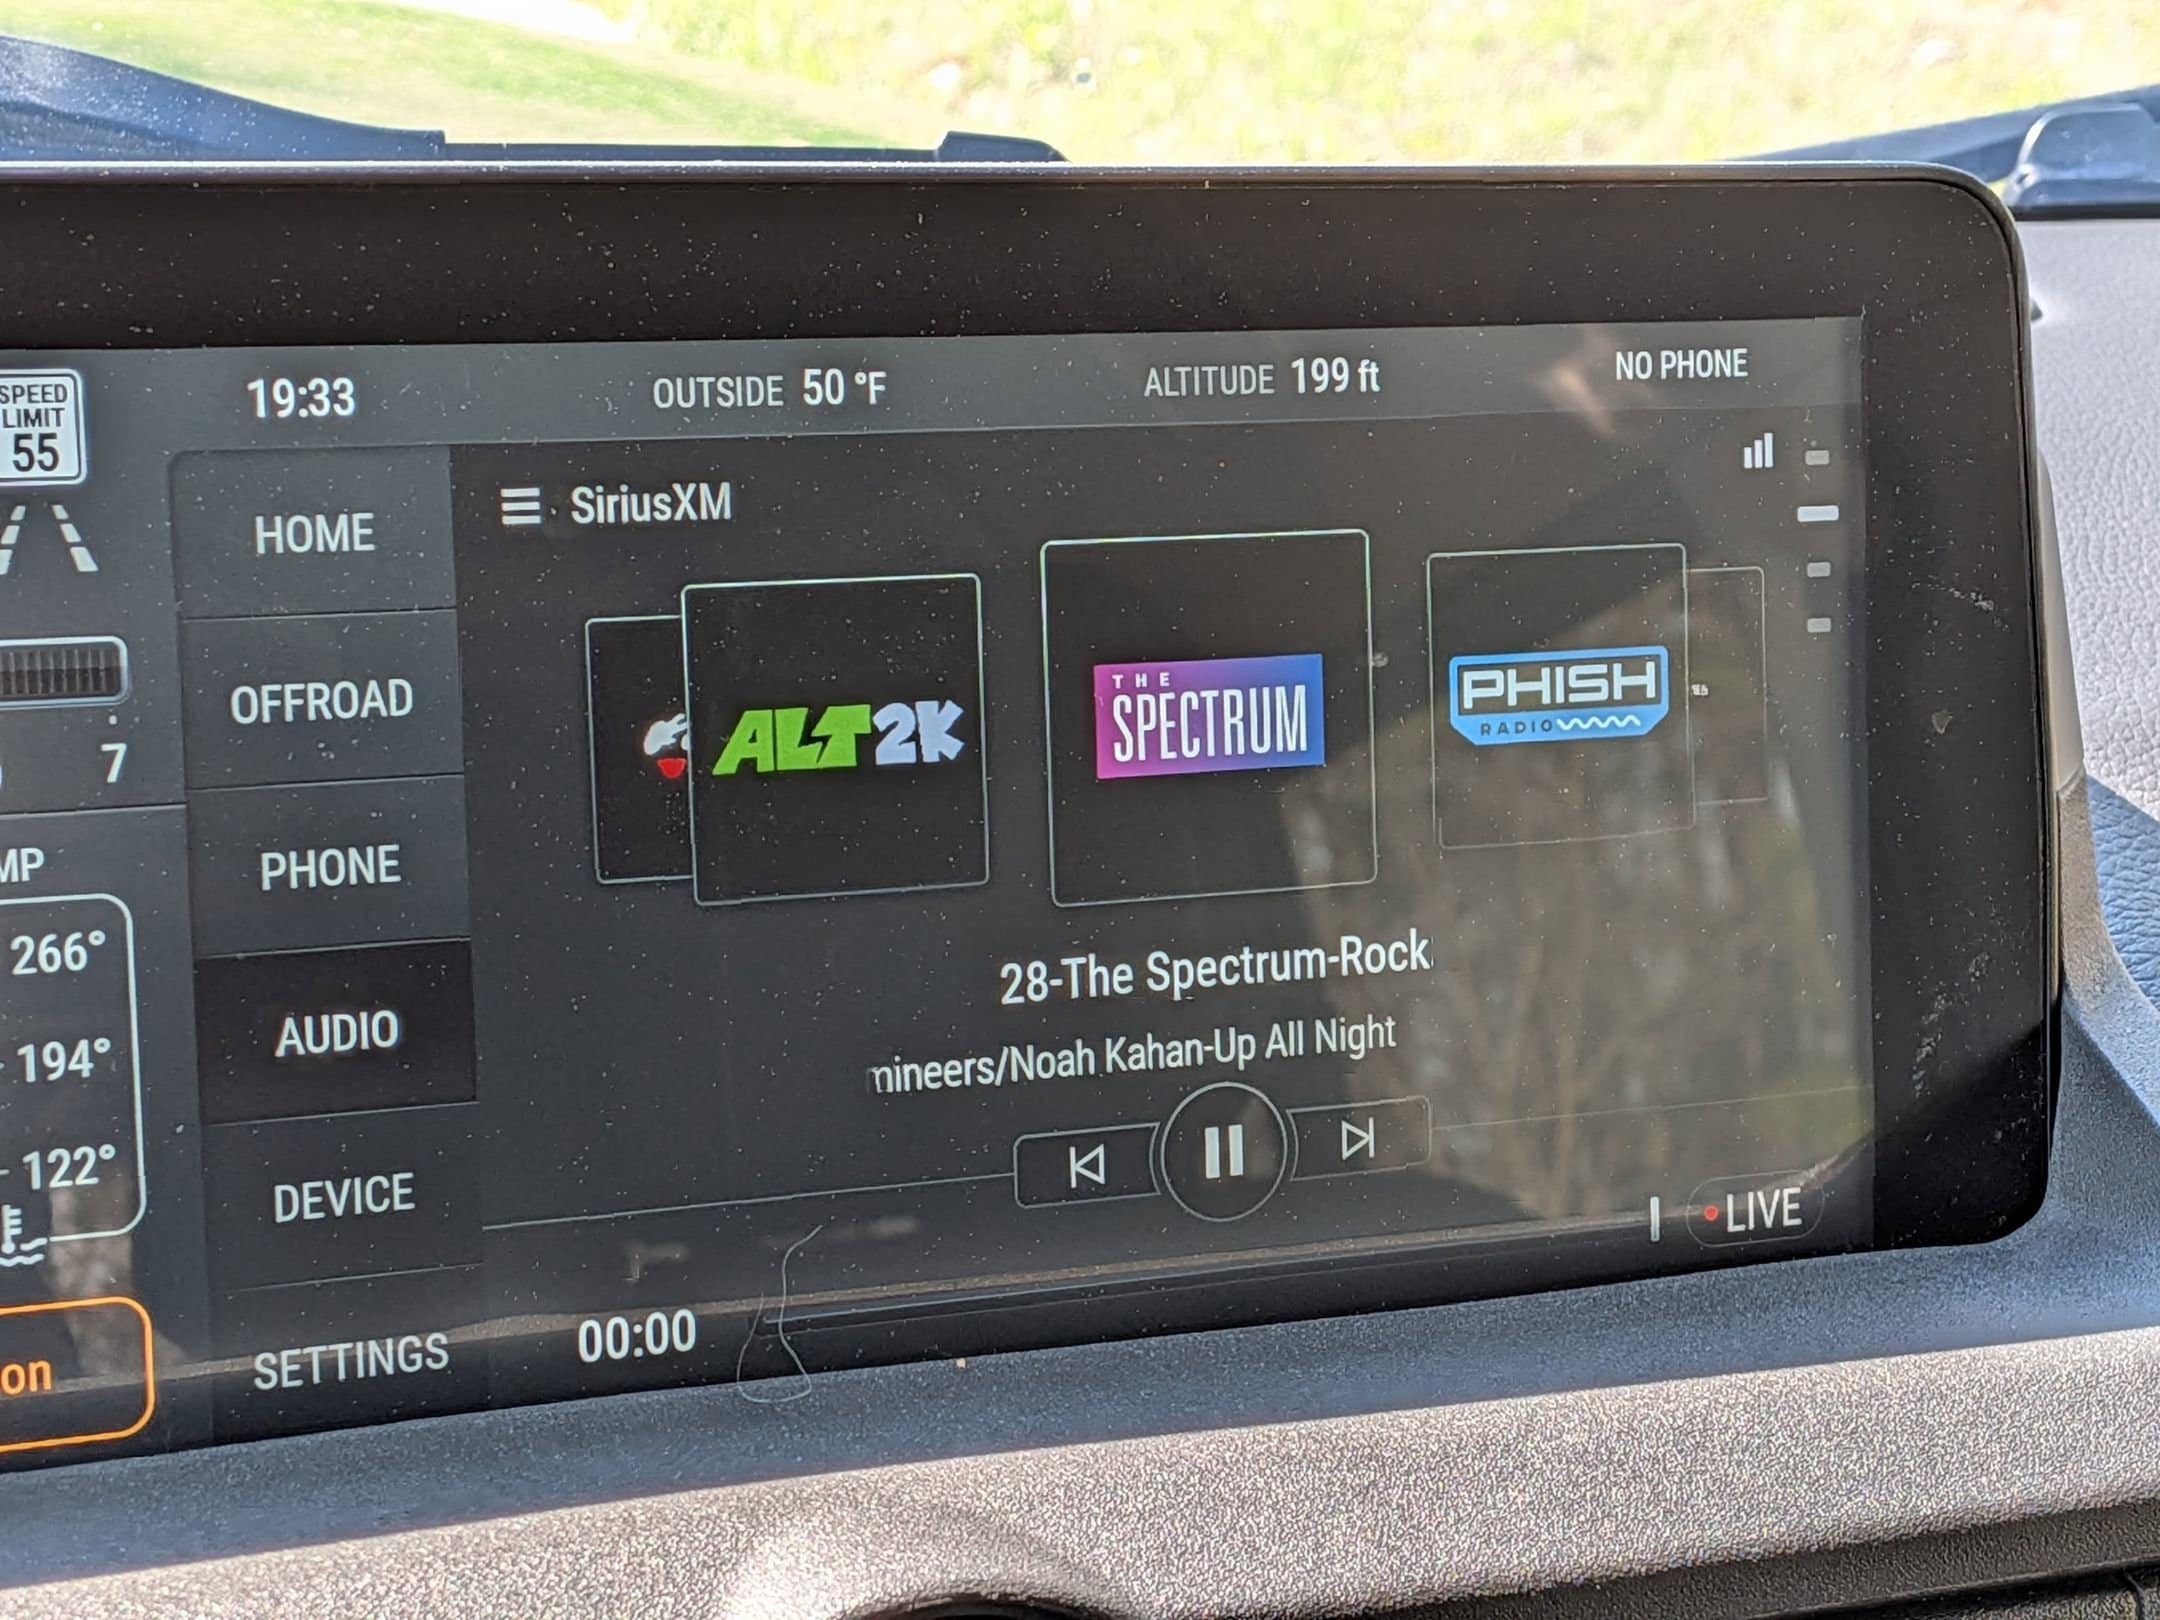 SPEED
LIMIT
55
19:33
OUTSIDE 50 °F
ALTITUDE 199 ft
NO PHONE
HOME
OFFROAD
PHONE
AUDIO
DEVICE
SETTINGS
7
MP
266°
194°
122°
on
SiriusXM
ALT2K
THE
SPECTRUM
PHISH
RADIO
28-The Spectrum-Rock
mineers/Noah Kahan-Up All Night
LIVE
00:00